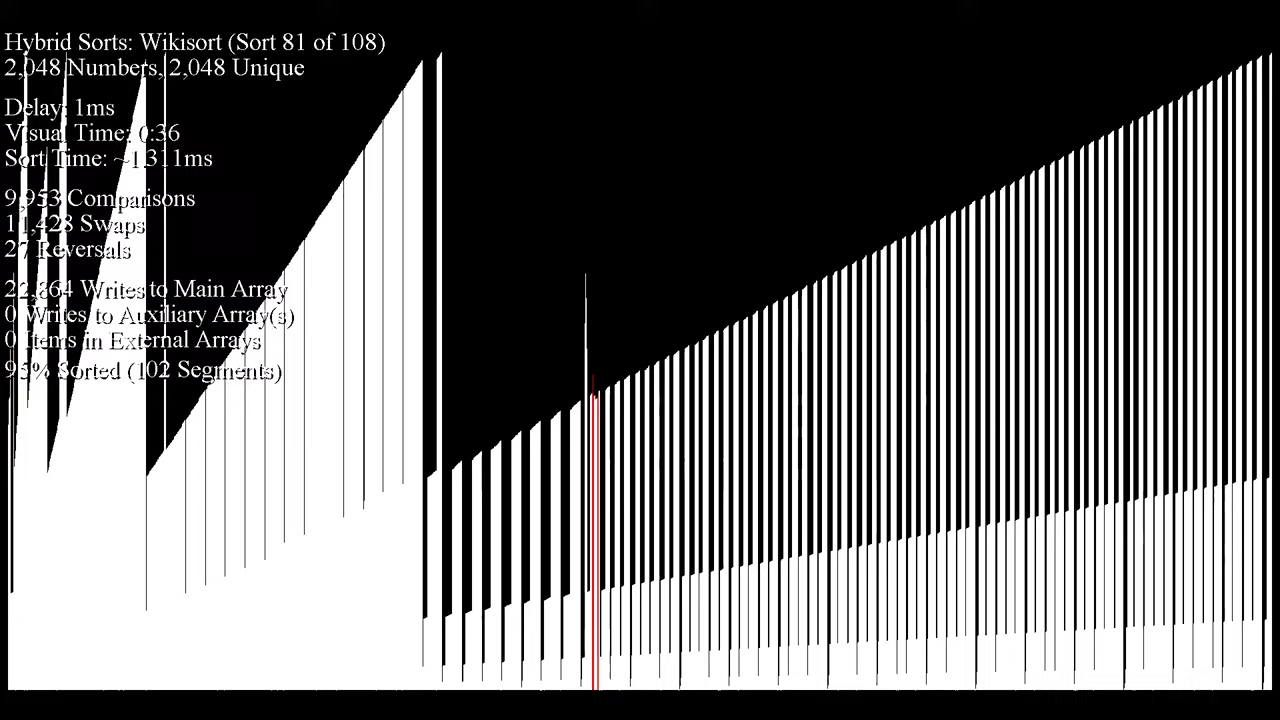 Hybrid Sorts: Wikisort (Sort 81 of 108)
2,048 Numbers, 2,048 Unique
Delay: 1ms
Visual Time: 0:36
Sort Time: ~1311ms
9,953 Comparisons
11,428 Swaps
27 Reversals
22,864 Writes to Main Array
0 Writes to Auxiliary Array(s)
0 Items in External Arrays
95% Sorted (102 Segments)